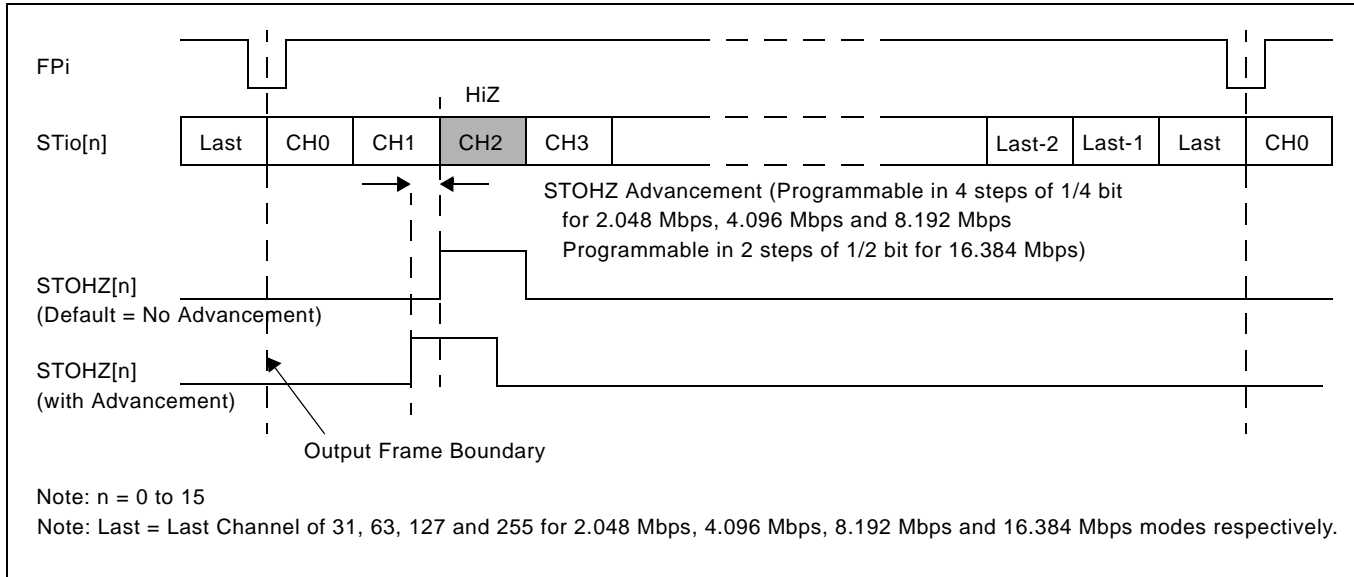 FPi
HiZ
STio[n]
Last CH0 CH1 CH2 CH3 Last-2 Last-1 Last CH0
STOHZ Advancement (Programmable in 4 steps of 1/4 bit
for 2.048 Mbps, 4.096 Mbps and 8.192 Mbps
Programmable in 2 steps of 1/2 bit for 16.384 Mbps)
STOHZ[n]
(Default = No Advancement)
STOHZ[n]
(with Advancement)
Output Frame Boundary
Note: n = 0 to 15
Note: Last = Last Channel of 31, 63, 127 and 255 for 2.048 Mbps, 4.096 Mbps, 8.192 Mbps and 16.384 Mbps modes respectively.